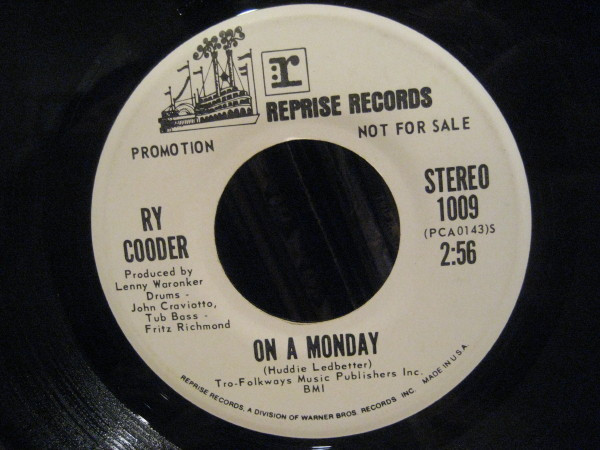 r
REPRISE RECORDS
PROMOTION
NOT FOR SALE
RY
COODER
Produced by
Lenny Waronker
Drums -
John Craviotto,
Tub Bass -
Fritz Richmond
STEREO
1009
(PCA0143)S
2:56
ON A MONDAY
(Huddie Ledbetter)
Tro-Folkways Music Publishers Inc.
BMI
REPRISE RECORDS, A DIVISION OF WARNER BROS. RECORDS INC. MADE IN U.S.A.